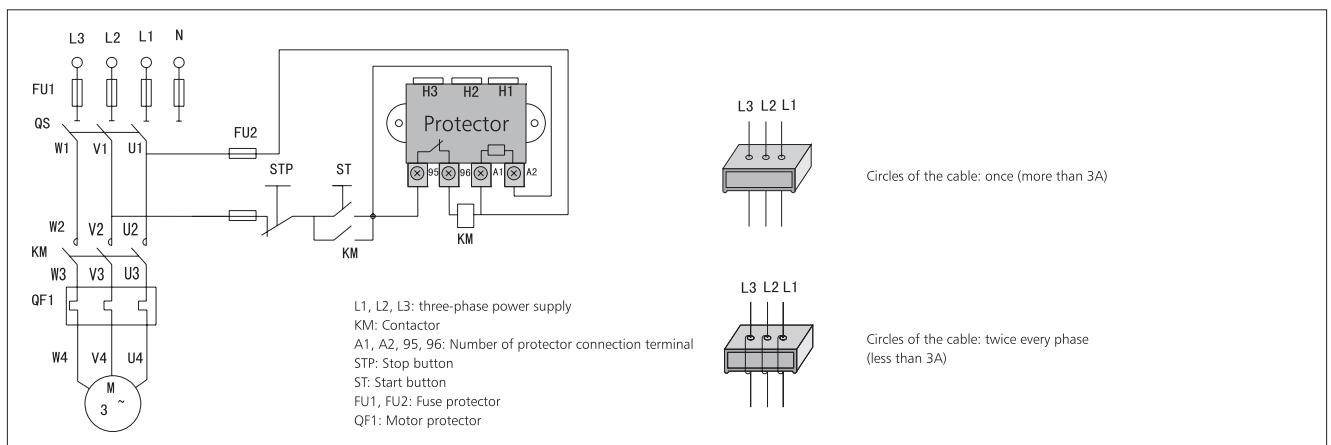 L3 L2 L1 N
FU1
QS
W1 V1 U1
FU2
STP
ST
H3 H2 H1
Protector
95 96 A1 A2
KM
KM
W2 V2 U2
KM
W3 V3 U3
QF1
W4 V4 U4
M
3 ~
L1, L2, L3: three-phase power supply
KM: Contactor
A1, A2, 95, 96: Number of protector connection terminal
STP: Stop button
ST: Start button
FU1, FU2: Fuse protector
QF1: Motor protector
L3 L2 L1
Circles of the cable: once (more than 3A)
L3 L2 L1
Circles of the cable: twice every phase
(less than 3A)